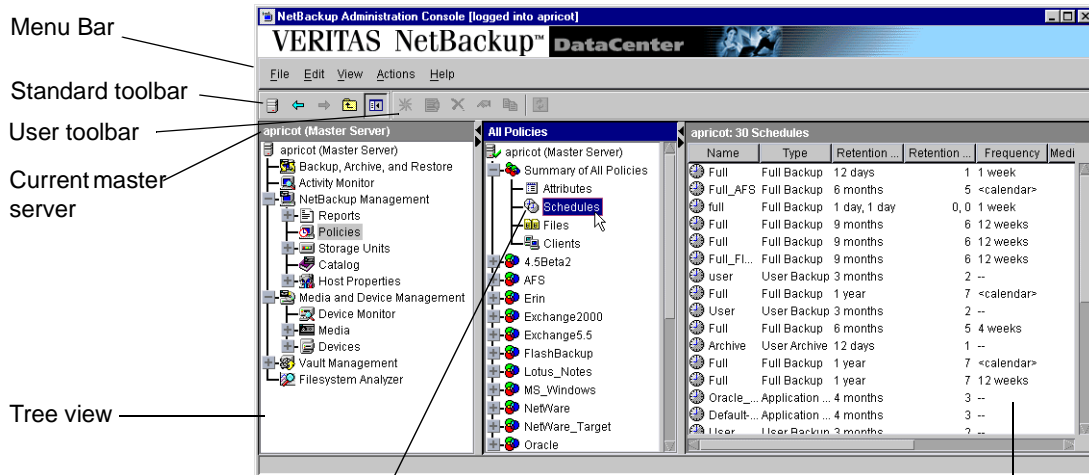 NetBackup Administration Console [logged into apricot]
VERITAS NetBackup™ DataCenter
File Edit View Actions Help
Menu Bar
Standard toolbar
User toolbar
Current master
server
Tree view
apricot (Master Server)
apricot (Master Server)
Backup, Archive, and Restore
Activity Monitor
NetBackup Management
Reports
Policies
Storage Units
Catalog
Host Properties
Media and Device Management
Device Monitor
Media
Devices
Vault Management
Filesystem Analyzer
All Policies
apricot (Master Server)
Summary of All Policies
Attributes
Schedules
Files
Clients
4.5Beta2
AFS
Erin
Exchange2000
Exchange5.5
FlashBackup
Lotus_Notes
MS_Windows
NetWare
NetWare_Target
Oracle
apricot: 30 Schedules
Name Type Retention ... Retention ... Frequency Medi
Full Full Backup 12 days 1 1 week
Full_AFS Full Backup 6 months 5 <calendar>
full Full Backup 1 day, 1 day 0, 0 1 week
Full Full Backup 9 months 6 12 weeks
Full Full Backup 9 months 6 12 weeks
Full_Fl... Full Backup 9 months 6 12 weeks
user User Backup 3 months 2 --
Full Full Backup 1 year 7 <calendar>
User User Backup 3 months 2 --
Full Full Backup 6 months 5 4 weeks
Archive User Archive 12 days 1 --
Full Full Backup 1 year 7 <calendar>
Full Full Backup 1 year 7 12 weeks
Oracle_... Application ... 4 months 3 --
Default-... Application ... 4 months 3 --
User User Backup 3 months 2 --